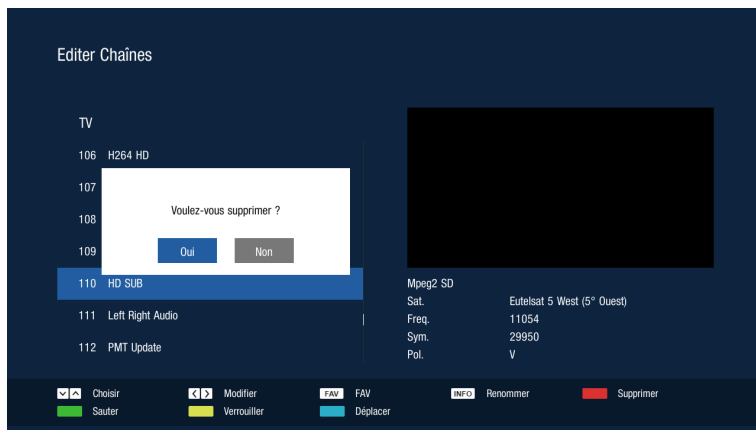 Editer Chaînes
TV
106 H264 HD
107
108
109
Voulez-vous supprimer ?
Oui Non
110 HD SUB
111 Left Right Audio
112 PMT Update
Mpeg2 SD
Sat. Eutelsat 5 West (5° Ouest)
Freq. 11054
Sym. 29950
Pol. V
Choisir Modifier FAV FAV INFO Renommer Supprimer
Sauter Verrouiller Déplacer